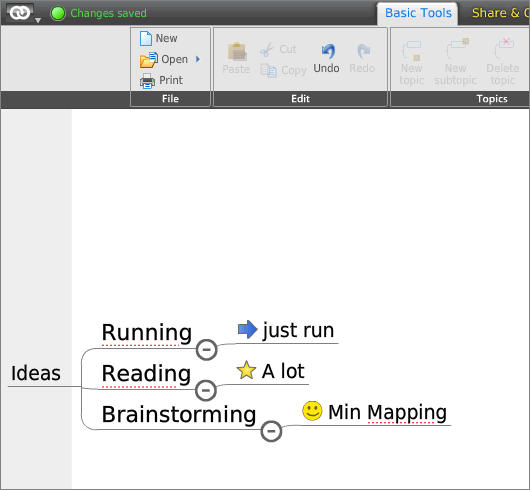 Changes saved
Basic Tools
Share &
New
Open
Print
File
Paste
Cut
Copy
Undo
Redo
Edit
New topic
New subtopic
Delete topic
Topics
Running
just run
Ideas
Reading
A lot
Brainstorming
Min Mapping